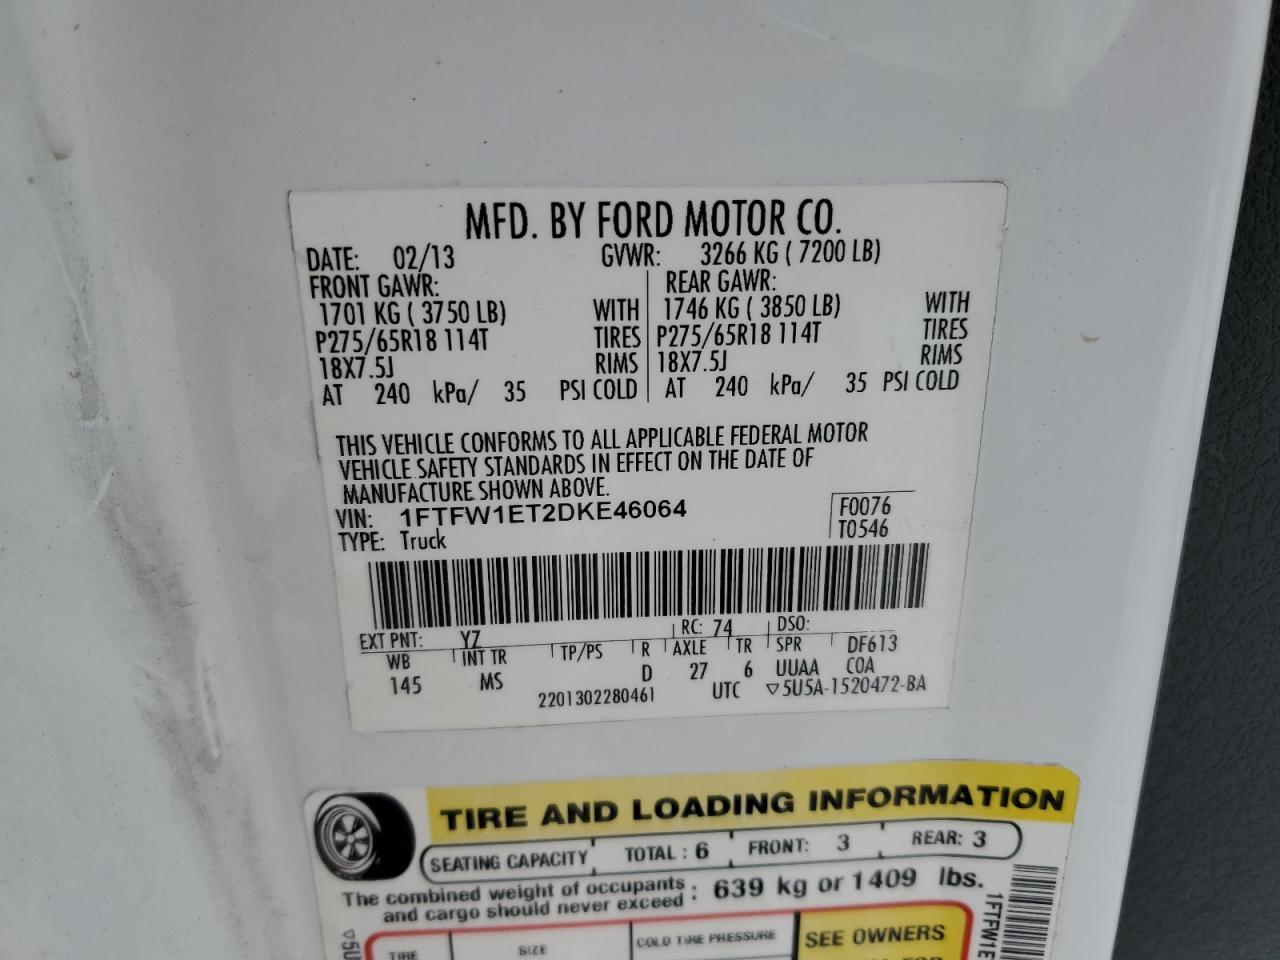 MFD. BY FORD MOTOR CO.
DATE: 02/13 GVWR: 3266 KG ( 7200 LB)
FRONT GAWR: REAR GAWR:
1701 KG ( 3750 LB) WITH 1746 KG ( 3850 LB) WITH
P275/65R18 114T TIRES P275/65R18 114T TIRES
18X7.5J RIMS 18X7.5J RIMS
AT 240 kPa/ 35 PSI COLD AT 240 kPa/ 35 PSI COLD
THIS VEHICLE CONFORMS TO ALL APPLICABLE FEDERAL MOTOR
VEHICLE SAFETY STANDARDS IN EFFECT ON THE DATE OF
MANUFACTURE SHOWN ABOVE.
VIN: 1FTFW1ET2DKE46064 F0076
TYPE: Truck T0546
EXT PNT: YZ RC: 74 DSO:
WB INT TR TP/PS R AXLE TR SPR DF613
145 MS D 27 6 UUAA COA
2201302280461 UTC ▽5U5A-1520472-BA
TIRE AND LOADING INFORMATION
SEATING CAPACITY TOTAL : 6 FRONT: 3 REAR: 3
The combined weight of occupants : 639 kg or 1409 lbs.
and cargo should never exceed
TIRE SIZE COLD TIRE PRESSURE SEE OWNERS
1FTFW1E
▽5U